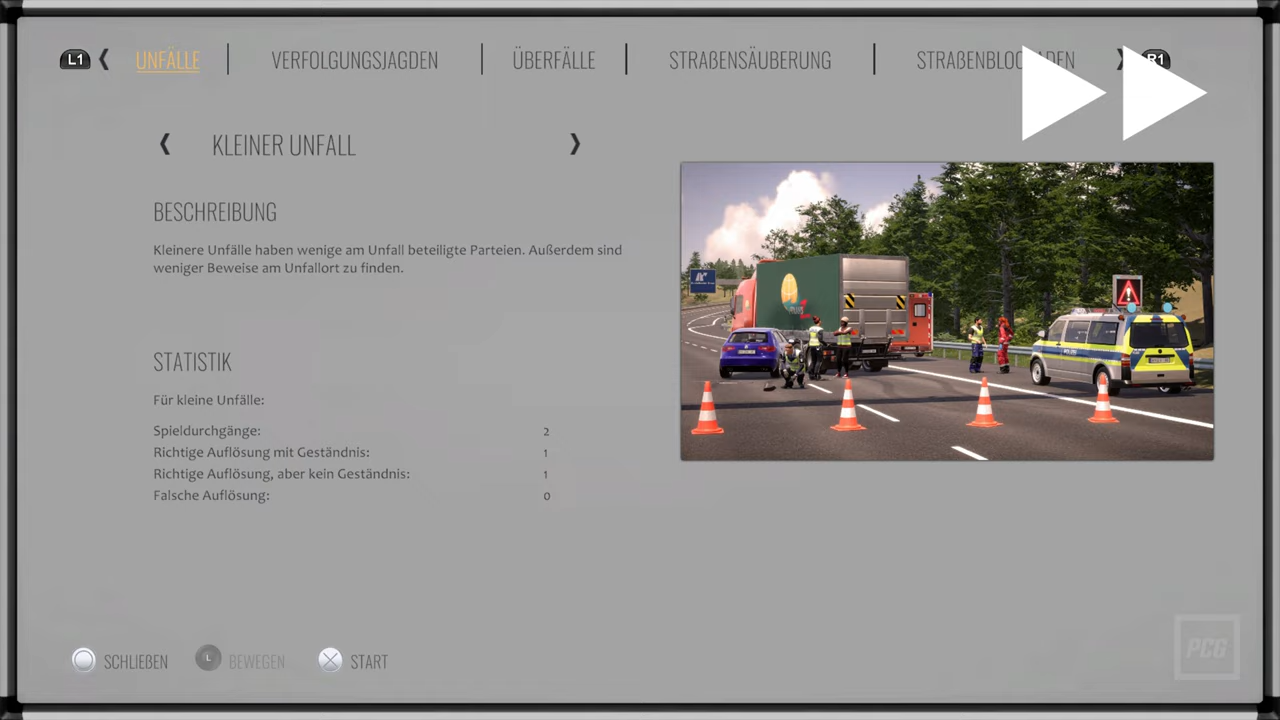 L1 UNFÄLLE VERFOLGUNGSJAGDEN ÜBERFÄLLE STRAßENSÄUBERUNG R1
KLEINER UNFALL
BESCHREIBUNG
Kleinere Unfälle haben wenige am Unfall beteiligte Parteien. Außerdem sind
weniger Beweise am Unfallort zu finden.
STATISTIK
Für kleine Unfälle:
Spieldurchgänge: 2
Richtige Auflösung mit Geständnis: 1
Richtige Auflösung, aber kein Geständnis: 1
Falsche Auflösung: 0
SCHLIEßEN L BEWEGEN START
PCG